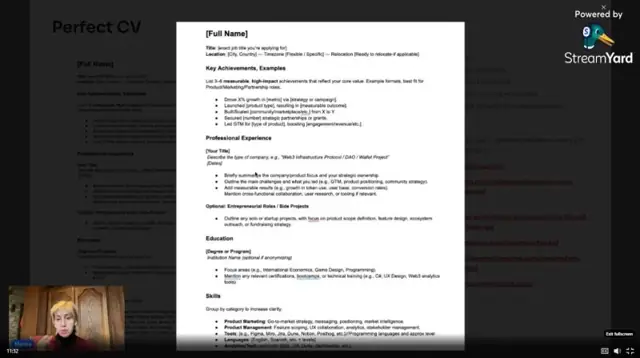 Perfect CV
Powered by
StreamYard
[Full Name]
Title: [exact job title you're applying for]
Location: [City, Country] — Timezone [Flexible / Specific] — Relocation [Ready to relocate if applicable]
Key Achievements, Examples
List 3–6 measurable, high-impact achievements that reflect your core value. Example formats, best fit for
Product/Marketing/Partnership roles.
Drove X% growth in [metric] via [strategy or campaign].
Launched [product type], resulting in [measurable outcome].
Built/scaled [community/marketplace/etc.] from X to Y.
Secured [number] strategic partnerships or grants.
Led GTM for [type of product], boosting [engagement/revenue/etc.].
Professional Experience
[Your Title]
Describe the type of company, e.g., "Web3 Infrastructure Protocol / DAO / Wallet Project"
[Dates]
Briefly summarize the company/product focus and your strategic ownership.
Outline the main challenges and what you led (e.g., GTM, product positioning, community strategy).
Add measurable results (e.g., growth in token use, user base, conversion rates).
Mention cross-functional collaboration, user research, or tooling if relevant.
Optional: Entrepreneurial Roles / Side Projects
Outline any solo or startup projects, with focus on product scope definition, feature design, ecosystem
outreach, or fundraising strategy.
Education
[Degree or Program]
Institution Name (optional if anonymizing)
Focus areas (e.g., International Economics, Game Design, Programming).
Mention any relevant certifications, bootcamps, or technical training (e.g., C#, UX Design, Web3 analytics
tools).
Skills
Group by category to increase clarity.
Product Marketing: Go-to-market strategy, messaging, positioning, market intelligence.
Product Management: Feature scoping, UX collaboration, analytics, stakeholder management.
Tools: (e.g., Figma, Miro, Jira, Dune, Notion, PostHog, etc.)/Programming languages and approx level
Languages: [English, Spanish, etc. + levels]
11:32
Exit fullscreen